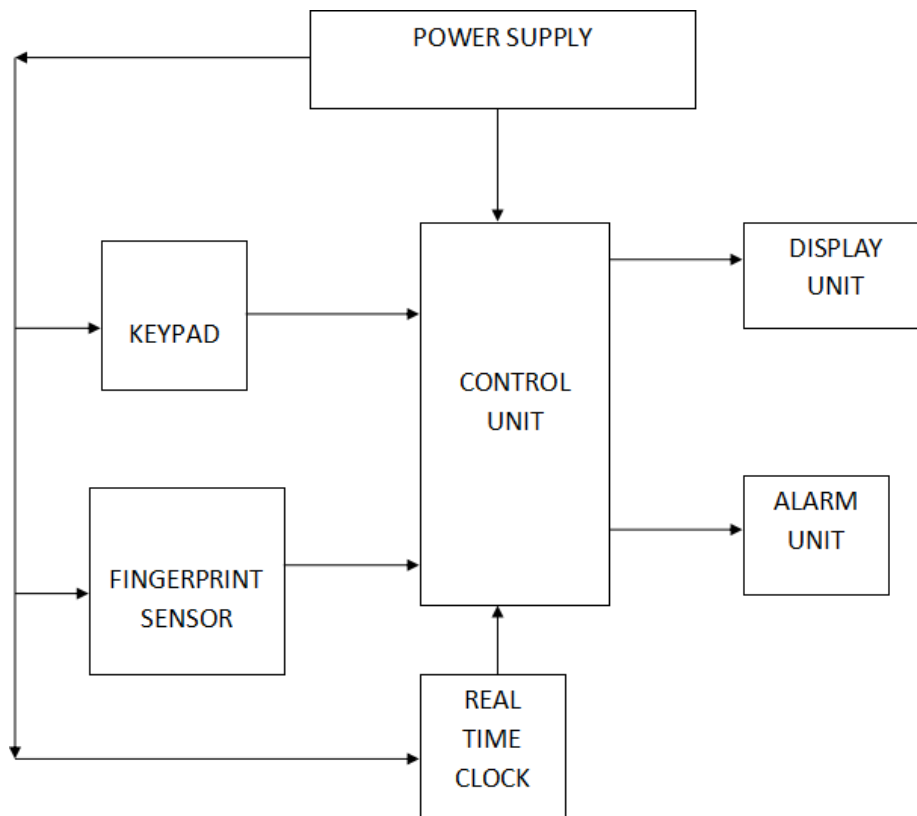 POWER SUPPLY
KEYPAD
CONTROL
UNIT
DISPLAY
UNIT
FINGERPRINT
SENSOR
ALARM
UNIT
REAL
TIME
CLOCK